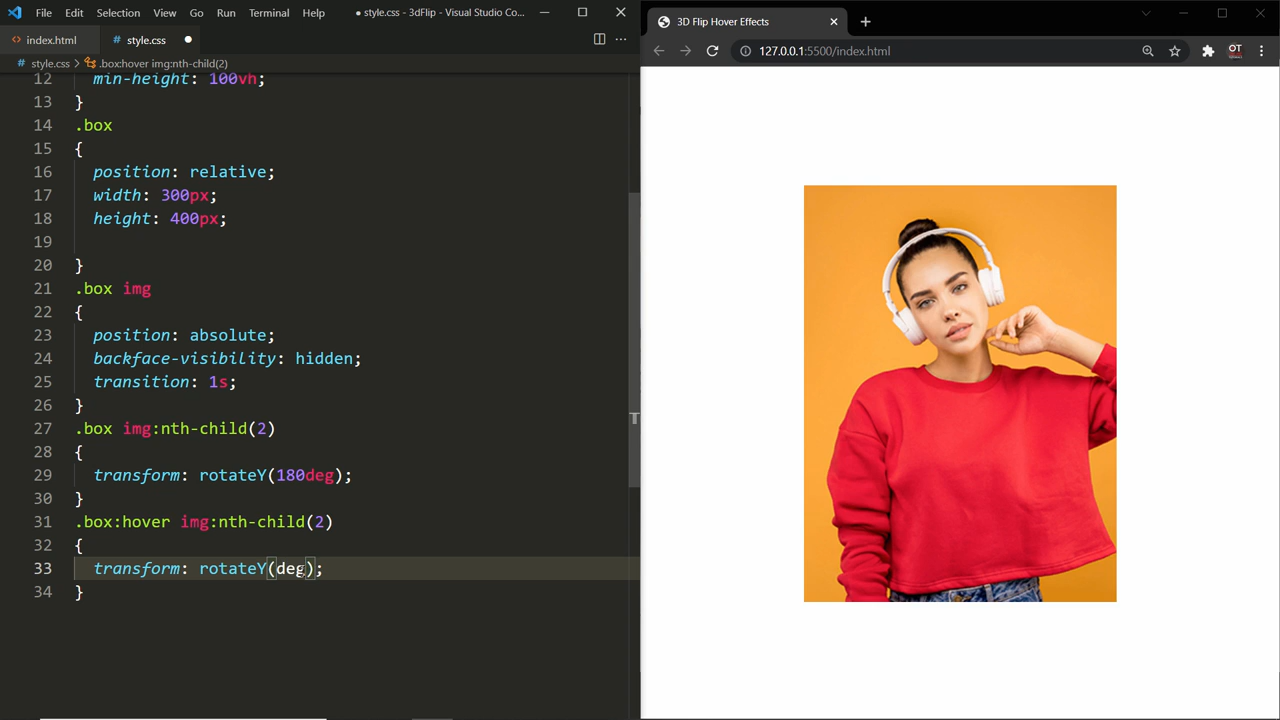 File Edit Selection View Go Run Terminal Help ● style.css - 3dFlip - Visual Studio Co...
index.html style.css
style.css > .box:hover img:nth-child(2)
12 min-height: 100vh;
13 }
14 .box
15 {
16 position: relative;
17 width: 300px;
18 height: 400px;
19
20 }
21 .box img
22 {
23 position: absolute;
24 backface-visibility: hidden;
25 transition: 1s;
26 }
27 .box img:nth-child(2)
28 {
29 transform: rotateY(180deg);
30 }
31 .box:hover img:nth-child(2)
32 {
33 transform: rotateY(deg);
34 }
3D Flip Hover Effects
127.0.0.1:5500/index.html
OT